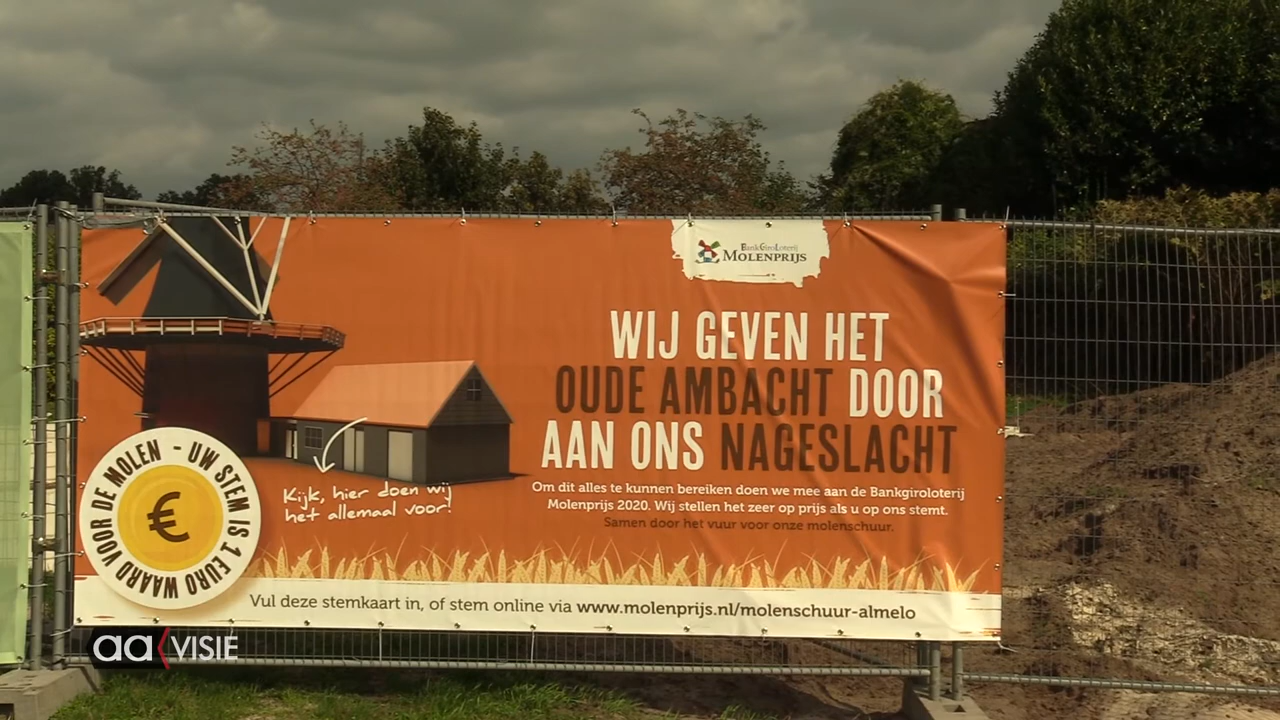 BankGiroLoterij
MOLENPRIJS
WIJ GEVEN HET
OUDE AMBACHT DOOR
AAN ONS NAGESLACHT
Om dit alles te kunnen bereiken doen we mee aan de Bankgiroloterij
Molenprijs 2020. Wij stellen het zeer op prijs als u op ons stemt.
Samen door het vuur voor onze molenschuur.
Kijk, hier doen wij
het allemaal voor!
UW STEM IS 1 EURO WAARD VOOR DE MOLEN -
€
Vul deze stemkaart in, of stem online via www.molenprijs.nl/molenschuur-almelo
aa VISIE